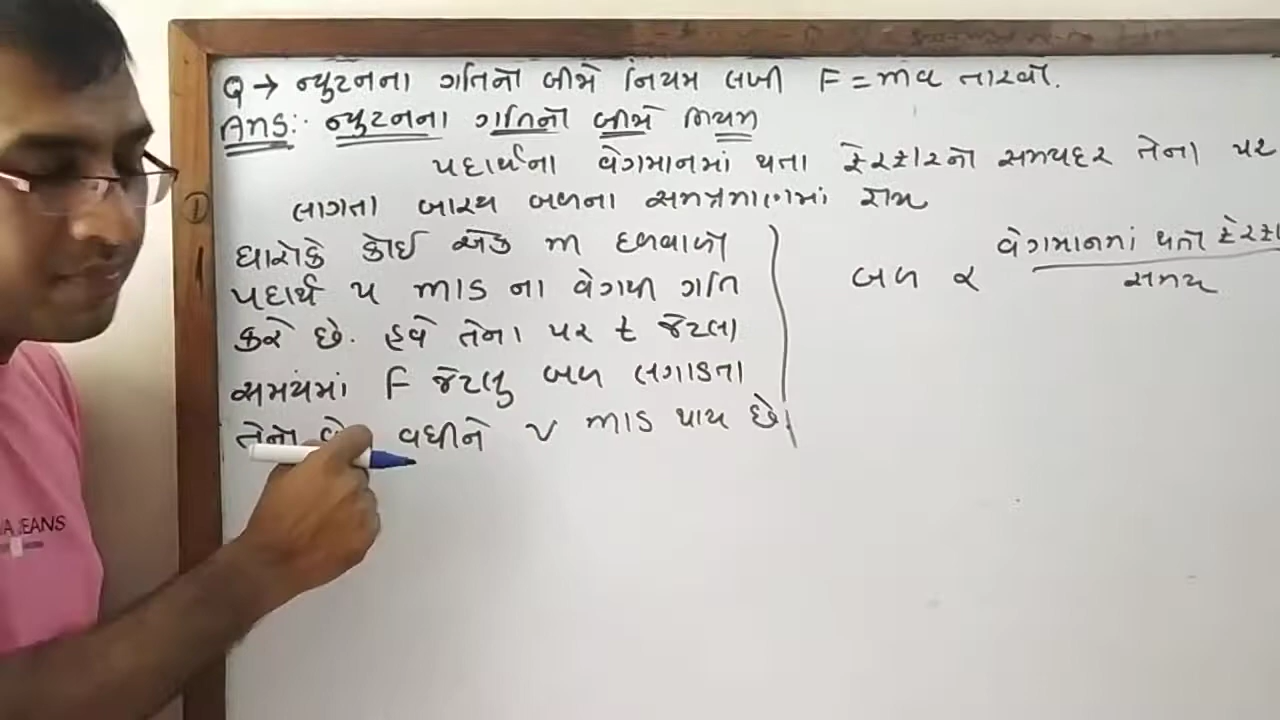 Q → ન્યુટનના ગતિનો બીજો નિયમ લખી F = ma તારવો.
Ans: ન્યુટનના ગતિનો બીજો નિયમ
પદાર્થના વેગમાનમાં થતા ફેરફારનો સમયદર તેના પર
લાગતા બાહ્ય બળના સમપ્રમાણમાં હોય
ધારોકે કોઈ એક m દળવાળો
પદાર્થ u m/s ના વેગથી ગતિ
કરે છે. હવે તેના પર t જેટલા
સમયમાં F જેટલુ બળ લગાડતા
તેનો વધીને v m/s થાય છે.
વેગમાનમાં થતો
બળ α સમય
①
A JEANS